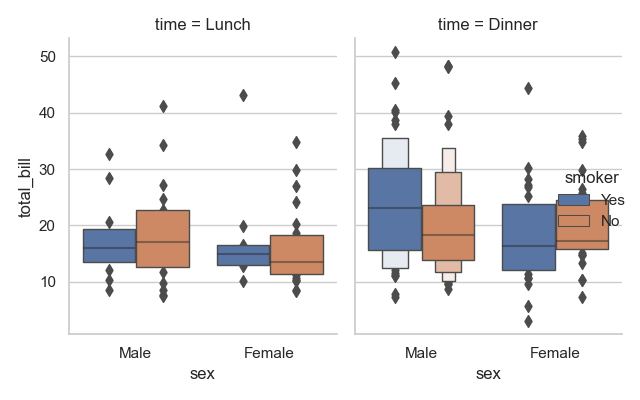 time = Lunch
time = Dinner
total_bill
50
40
30
20
10
smoker
Yes
No
Male
Female
Male
Female
sex
sex